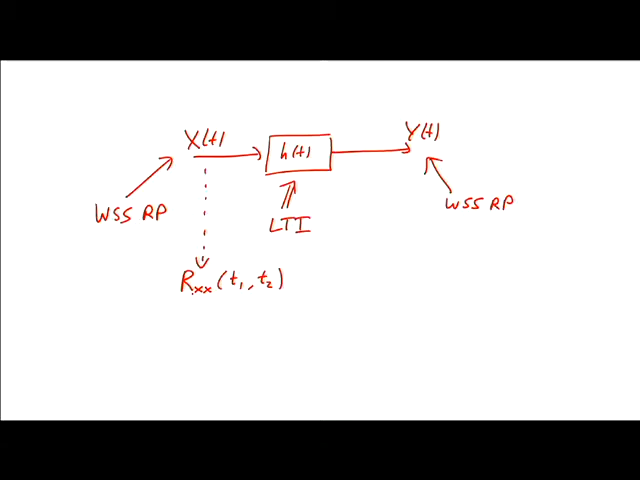 X(t)
h(t)
Y(t)
WSS RP
LTI
WSS RP
Rxx(t1, t2)